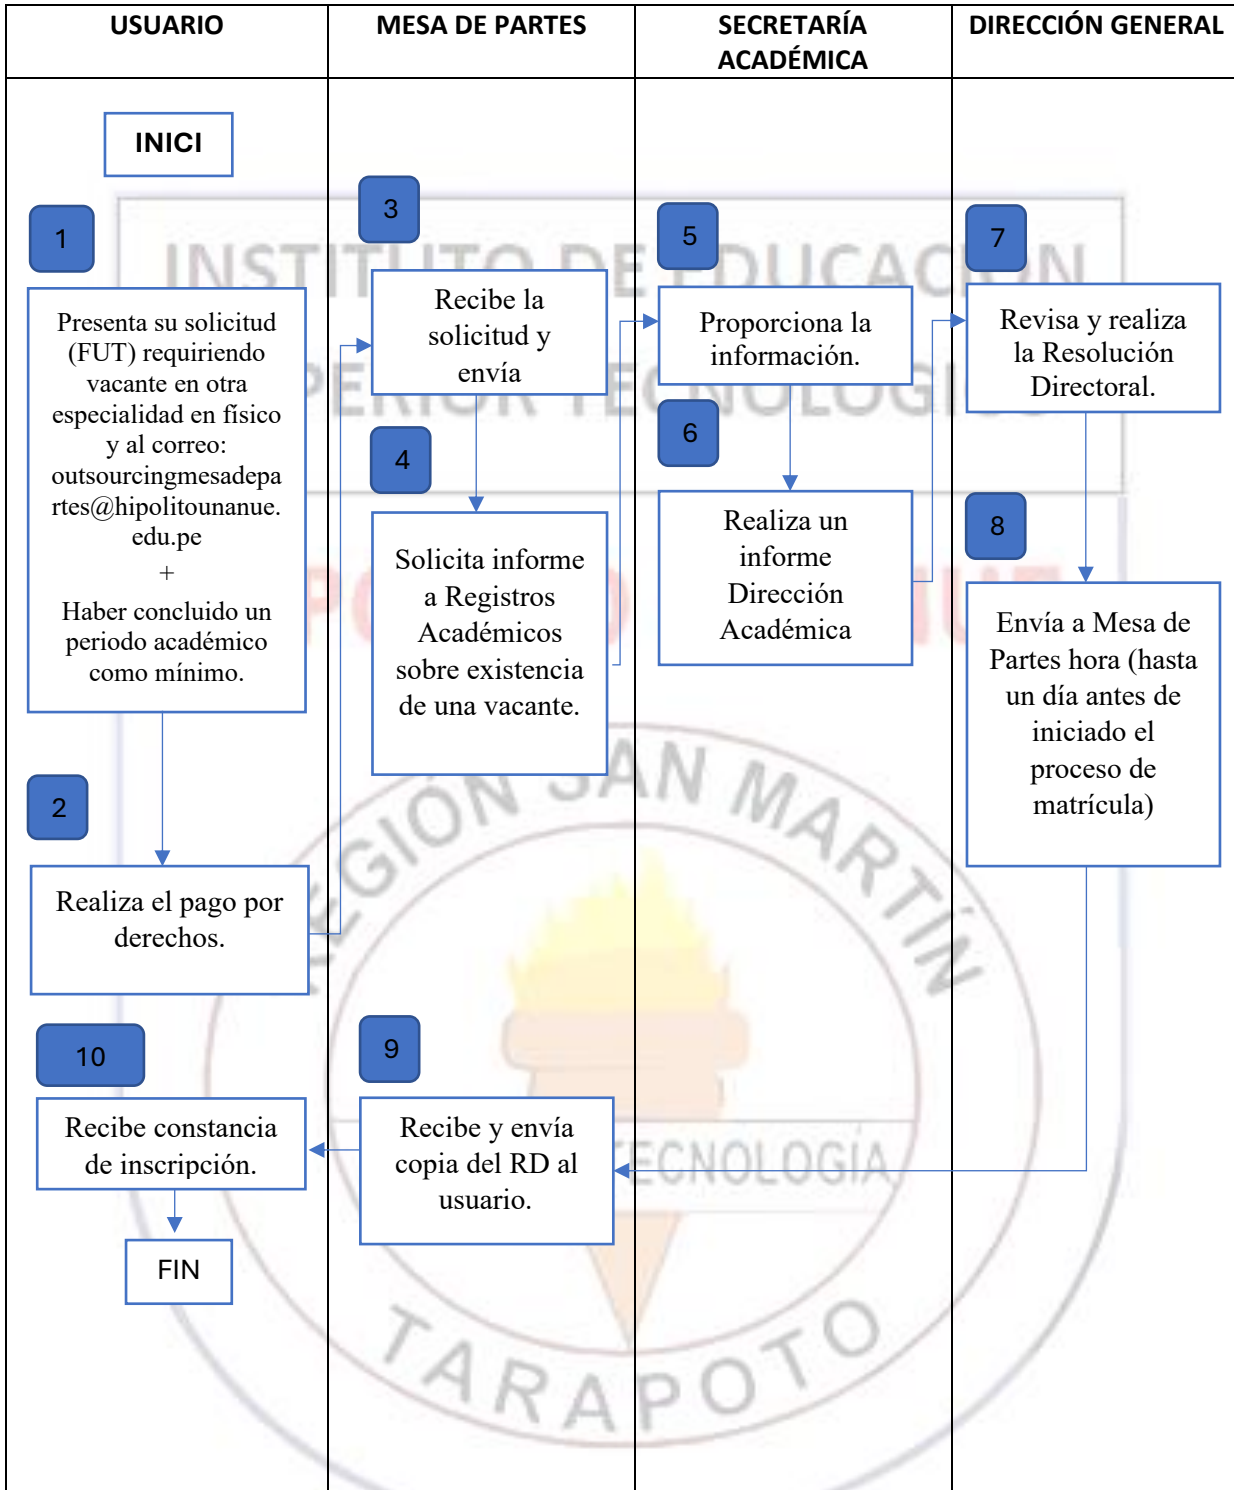 USUARIO
MESA DE PARTES
SECRETARÍA
ACADÉMICA
DIRECCIÓN GENERAL
INICI
1
Presenta su solicitud
(FUT) requiriendo
vacante en otra
especialidad en físico
y al correo:
outsourcingmesadepa
rtes@hipolitounanue.
edu.pe
+
Haber concluido un
periodo académico
como mínimo.
2
Realiza el pago por
derechos.
3
Recibe la
solicitud y
envía
4
Solicita informe
a Registros
Académicos
sobre existencia
de una vacante.
5
Proporciona la
información.
6
Realiza un
informe
Dirección
Académica
7
Revisa y realiza
la Resolución
Directoral.
8
Envía a Mesa de
Partes hora (hasta
un día antes de
iniciado el
proceso de
matrícula)
9
Recibe y envía
copia del RD al
usuario.
10
Recibe constancia
de inscripción.
FIN
INSTITUTO DE EDUCACION
REGIÓN SAN MARTÍN
TECNOLOGÍA
TARAPOTO